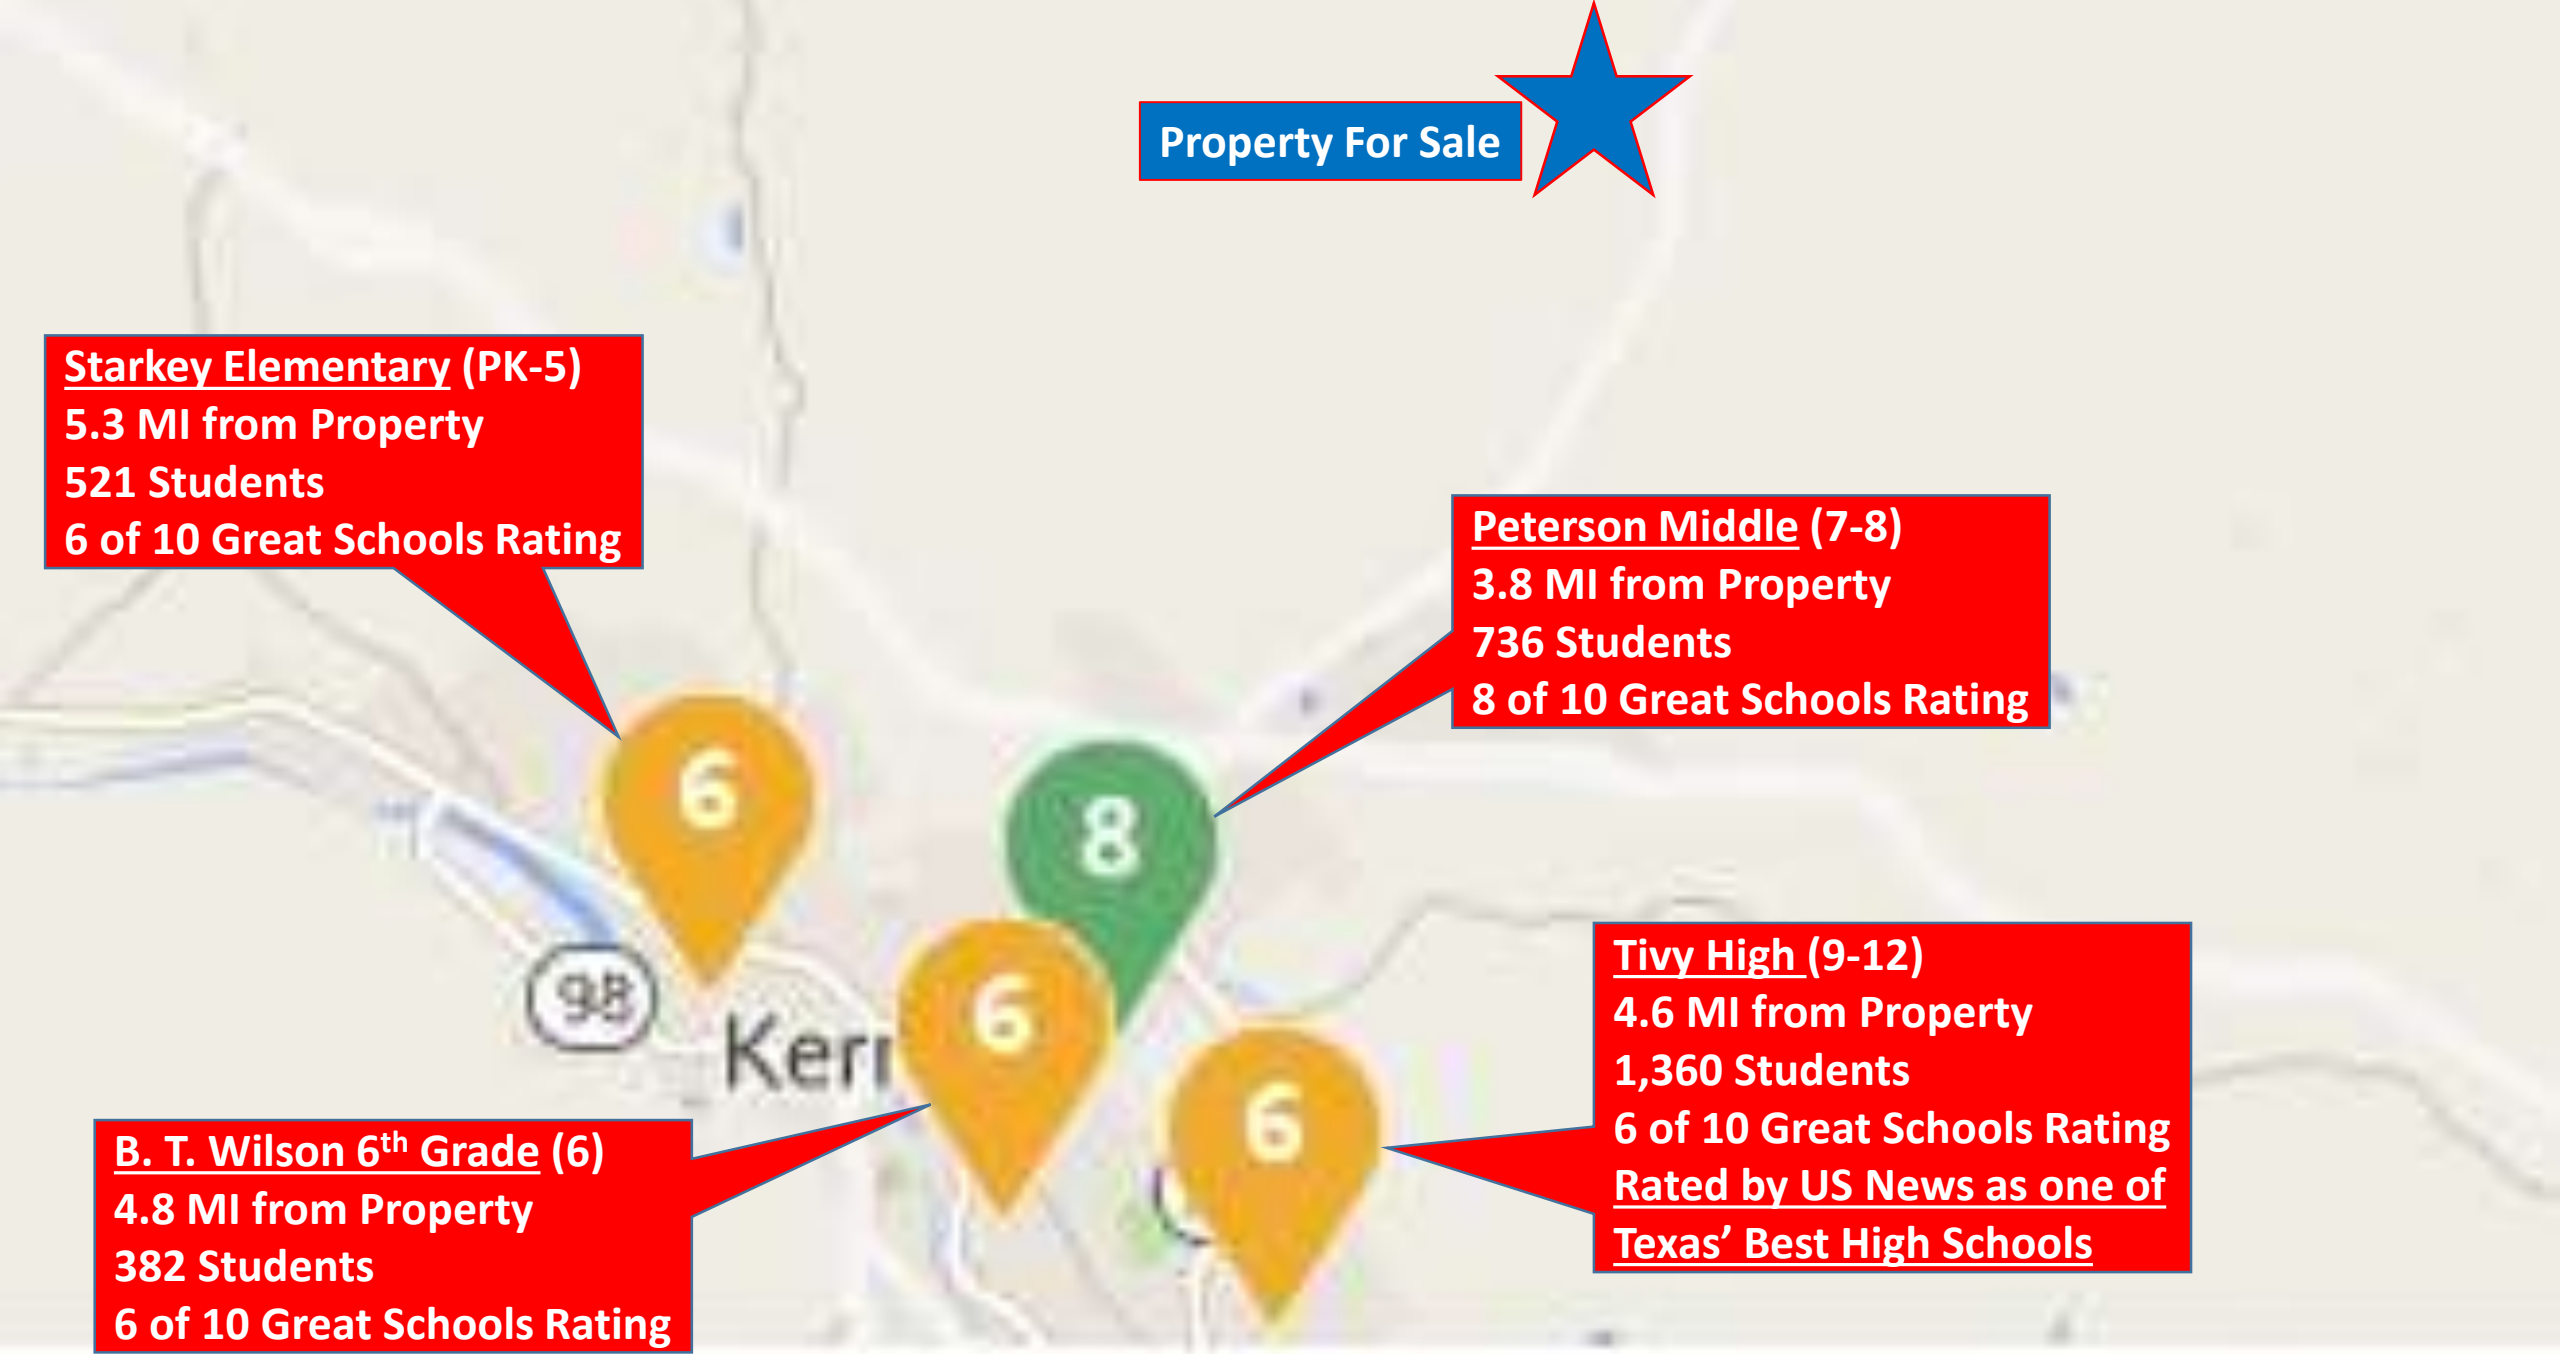 Property For Sale
Starkey Elementary (PK-5)
5.3 MI from Property
521 Students
6 of 10 Great Schools Rating
Peterson Middle (7-8)
3.8 MI from Property
736 Students
8 of 10 Great Schools Rating
6
8
6
6
98
Kerr
Tivy High (9-12)
4.6 MI from Property
1,360 Students
6 of 10 Great Schools Rating
Rated by US News as one of
Texas’ Best High Schools
B. T. Wilson 6th Grade (6)
4.8 MI from Property
382 Students
6 of 10 Great Schools Rating